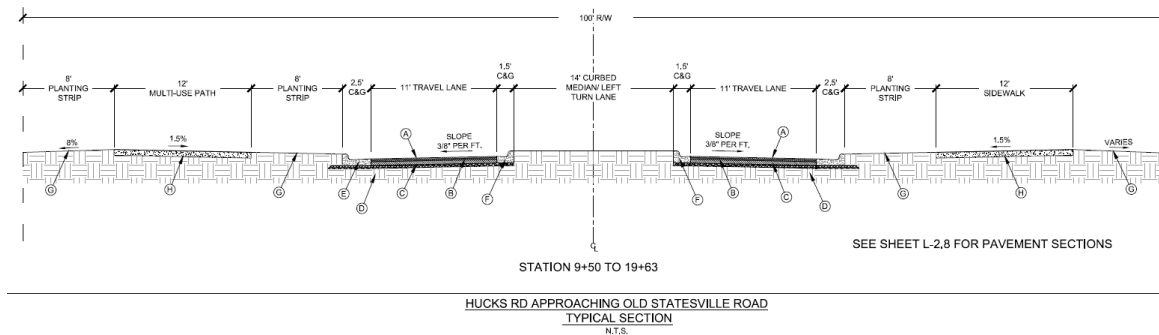 100' R/W
8'
PLANTING
STRIP
12'
MULTI-USE PATH
8'
PLANTING
STRIP
2,5'
C&G
11' TRAVEL LANE
1,5'
C&G
14' CURBED
MEDIAN/ LEFT
TURN LANE
1,5'
C&G
11' TRAVEL LANE
2,5'
C&G
8' PLANTING
STRIP
12'
SIDEWALK
8%
1.5%
A
SLOPE
3/8" PER FT.
SLOPE
3/8" PER FT.
A
1.5%
VARIES
G
H
G
E
D
C
B
F
F
B
C
D
G
H
G
CL
SEE SHEET L-2,8 FOR PAVEMENT SECTIONS
STATION 9+50 TO 19+63
HUCKS RD APPROACHING OLD STATESVILLE ROAD
TYPICAL SECTION
N.T.S.